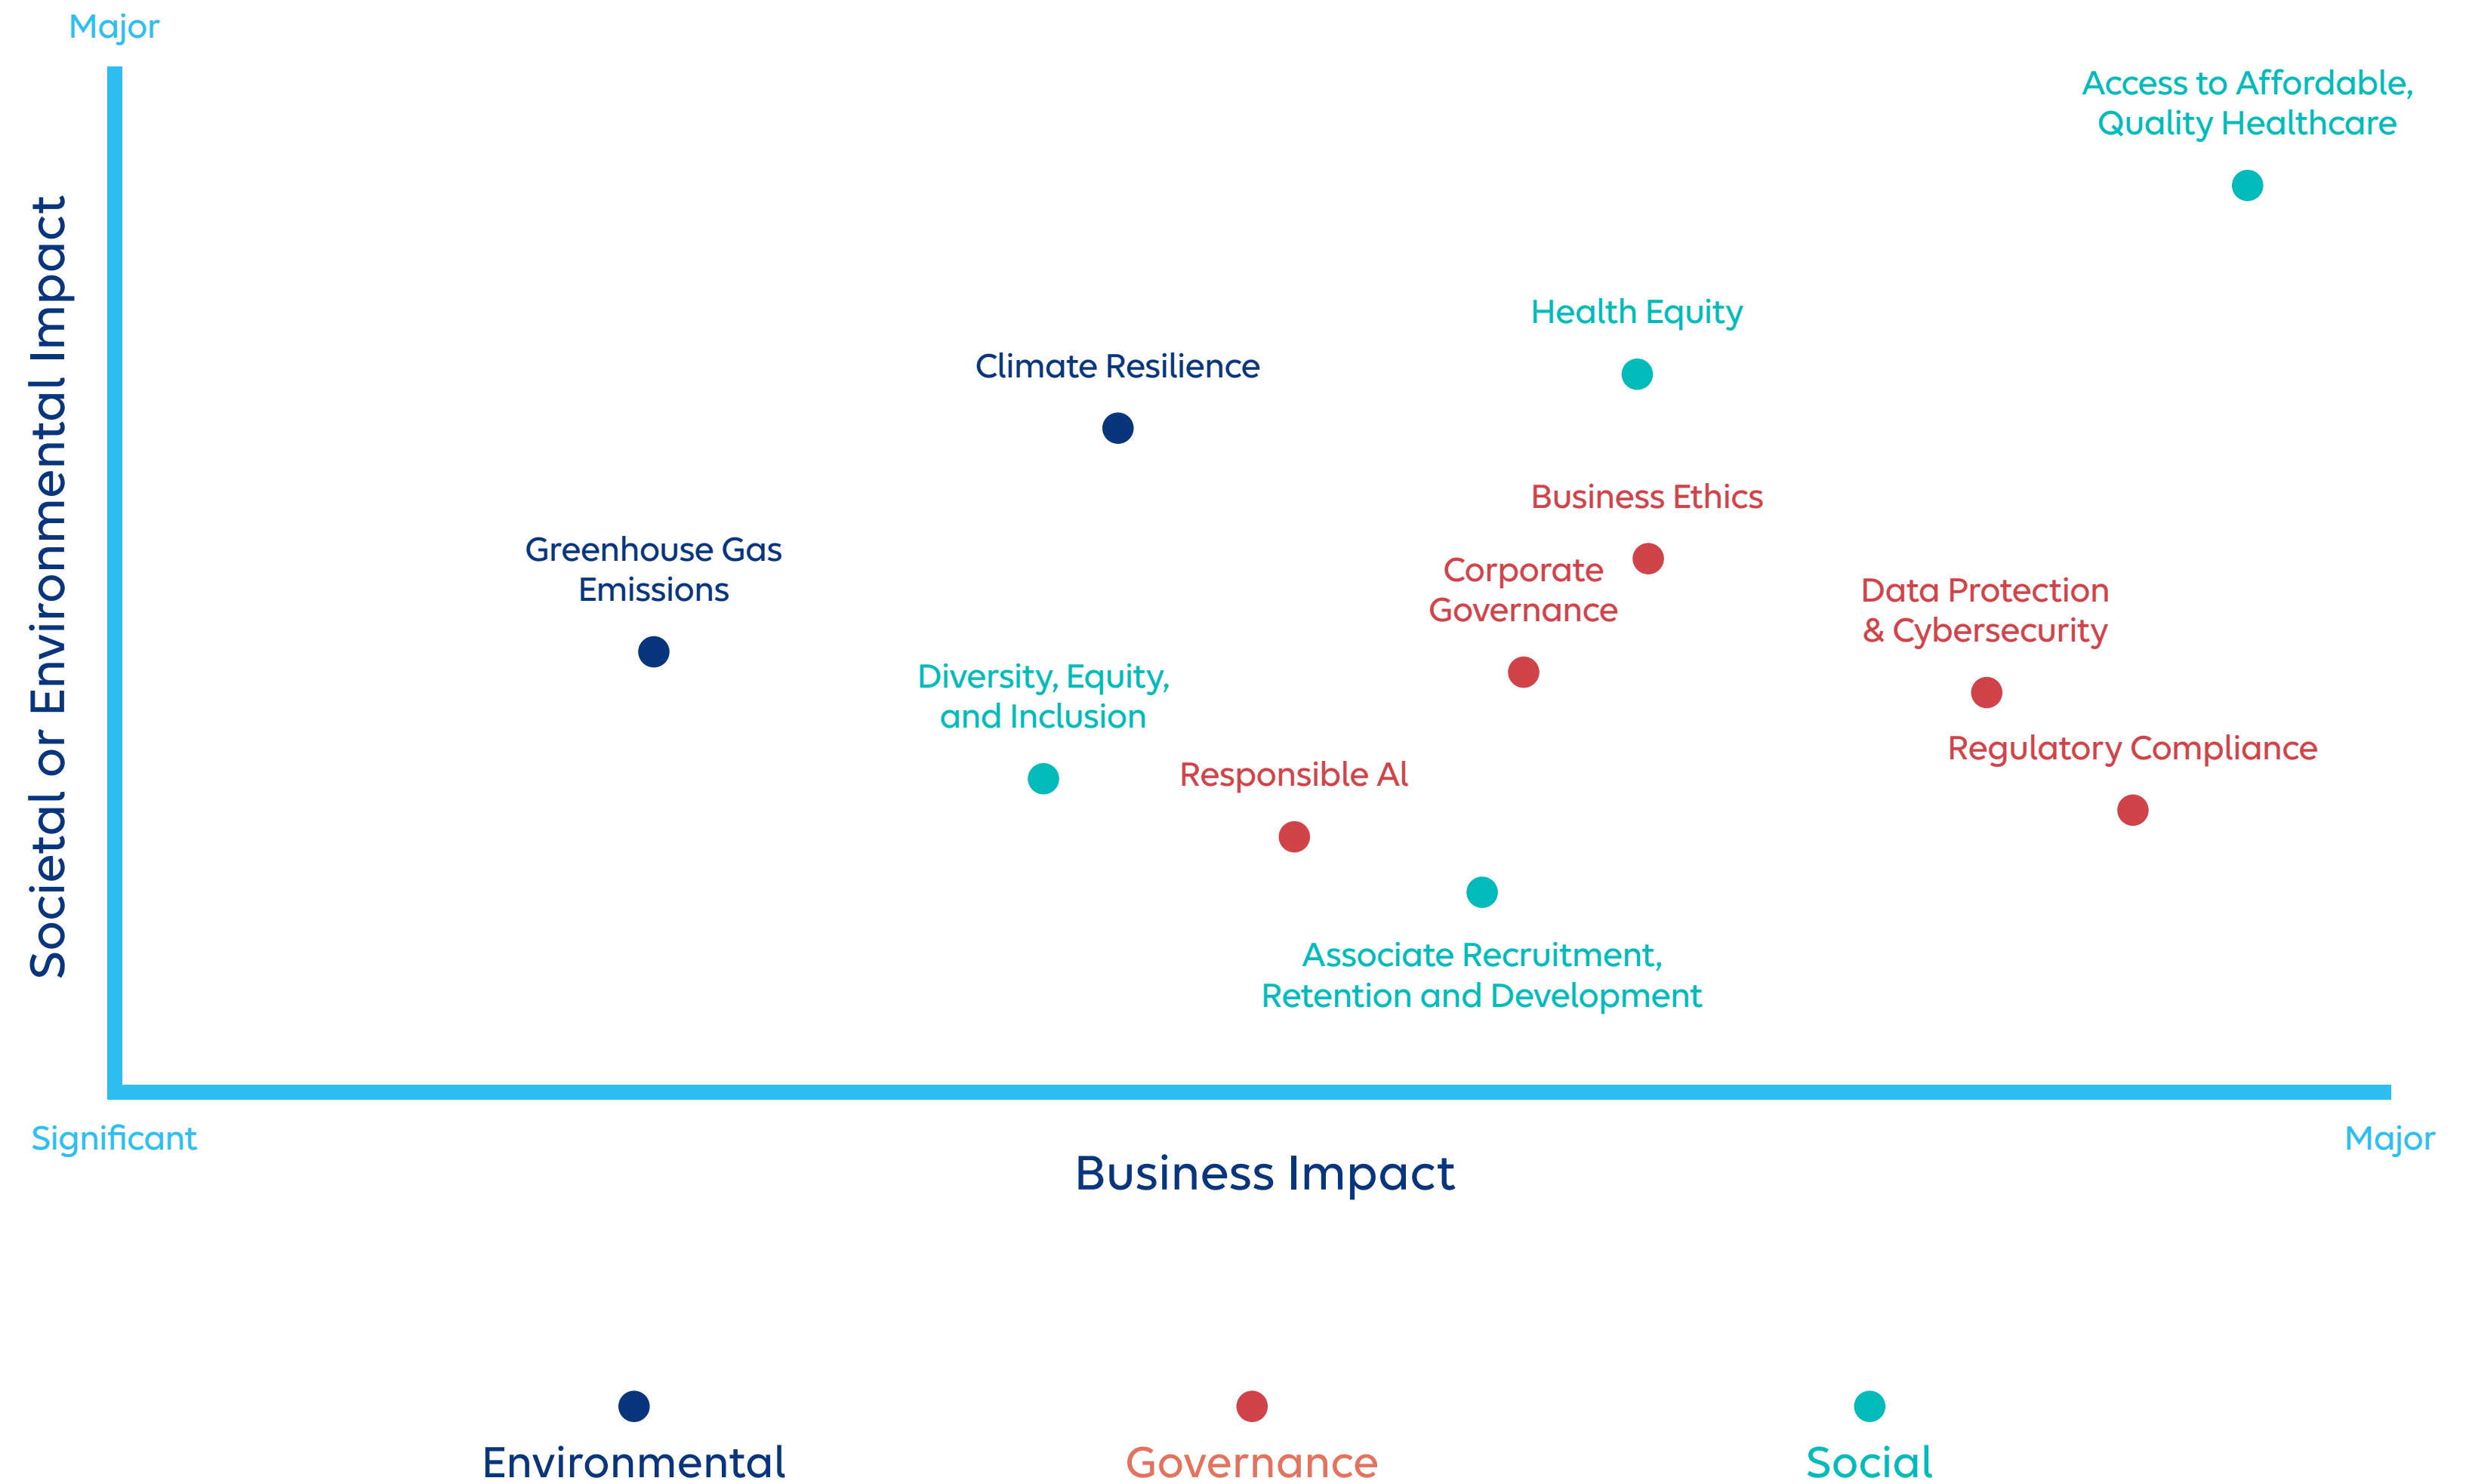 Major
Access to Affordable,
Quality Healthcare
Health Equity
Climate Resilience
Business Ethics
Greenhouse Gas
Emissions
Corporate
Governance
Data Protection
& Cybersecurity
Diversity, Equity,
and Inclusion
Regulatory Compliance
Responsible AI
Associate Recruitment,
Retention and Development
Societal or Environmental Impact
Significant
Major
Business Impact
Environmental
Governance
Social